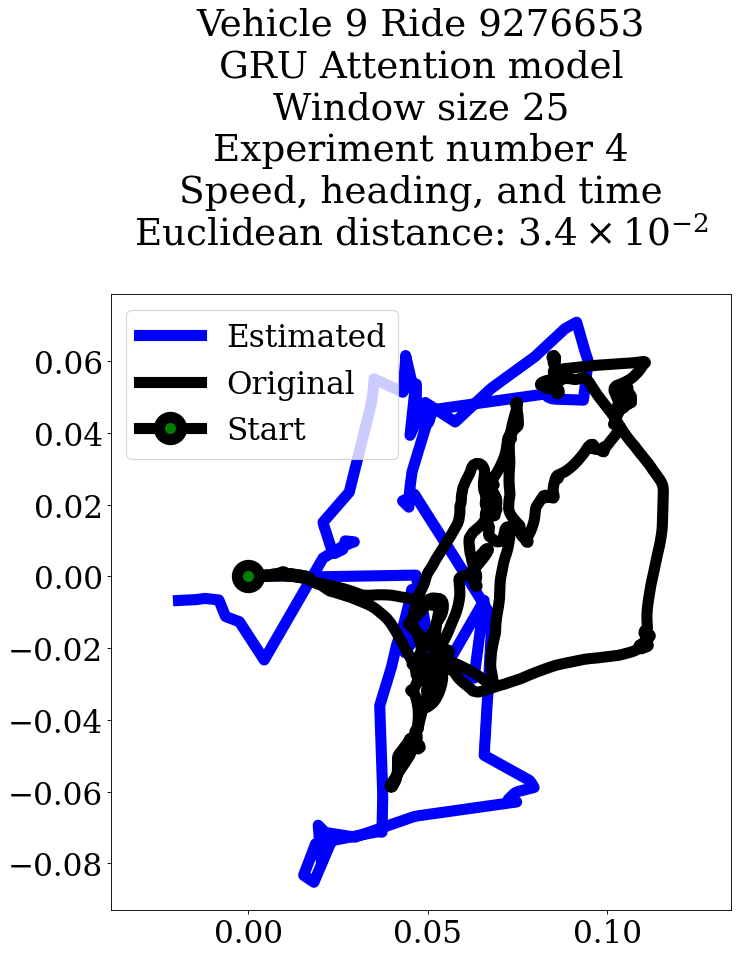 Vehicle 9 Ride 9276653
GRU Attention model
Window size 25
Experiment number 4
Speed, heading, and time
Euclidean distance: 3.4 × 10⁻²
Estimated
Original
Start
0.06
0.04
0.02
0.00
−0.02
−0.04
−0.06
−0.08
0.00 0.05 0.10